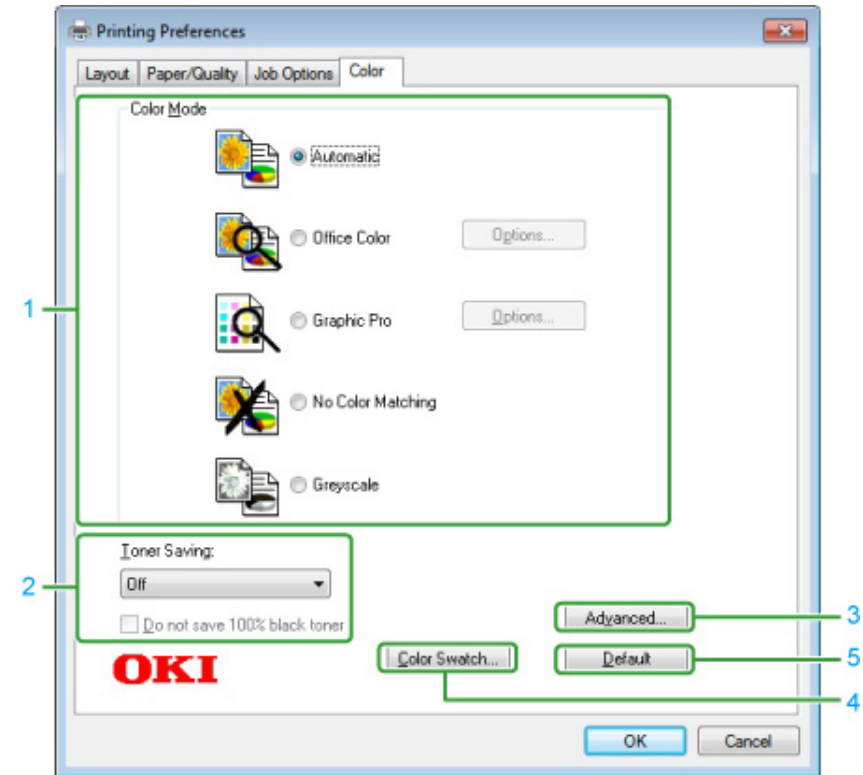 Printing Preferences
Layout Paper/Quality Job Options Color
Color Mode
Automatic
Office Color Options...
1
Graphic Pro Options...
No Color Matching
Greyscale
Toner Saving:
2
Off
Do not save 100% black toner
Advanced... 3
OKI
Color Swatch... Default 5
4
OK Cancel